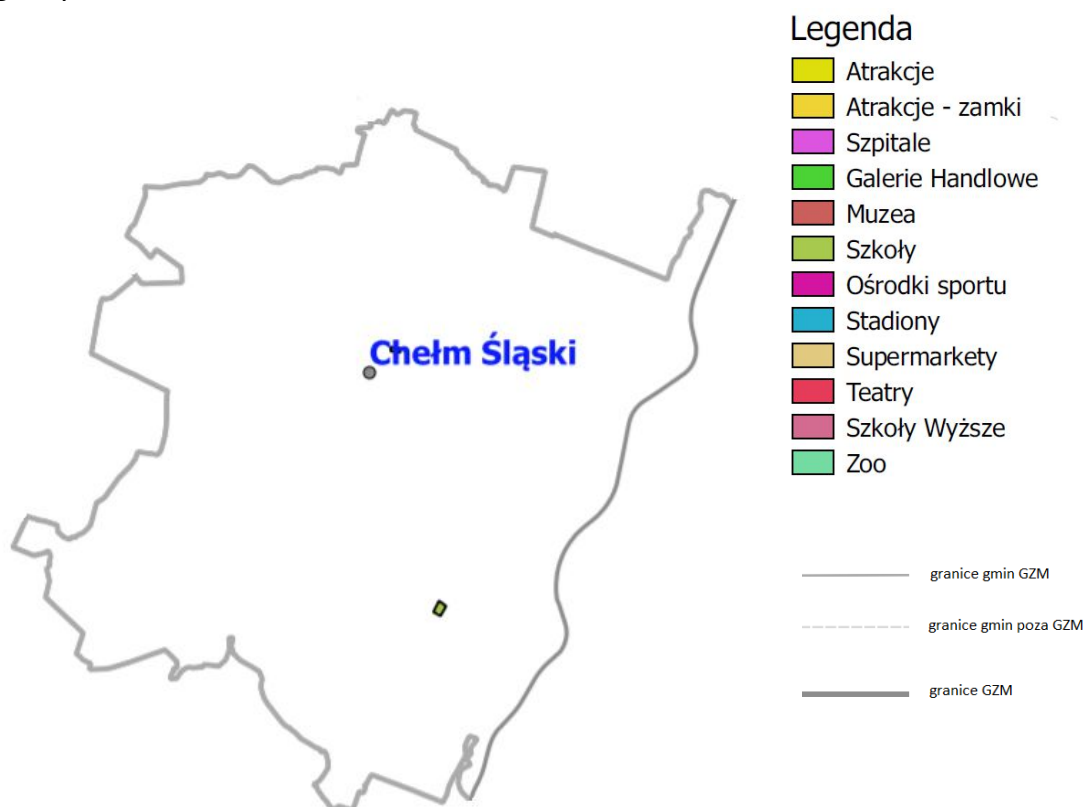 Legenda
Atrakcje
Atrakcje - zamki
Szpitale
Galerie Handlowe
Muzea
Szkoły
Ośrodki sportu
Stadiony
Supermarkety
Teatry
Szkoły Wyższe
Zoo
Chełm Śląski
granice gmin GZM
granice gmin poza GZM
granice GZM